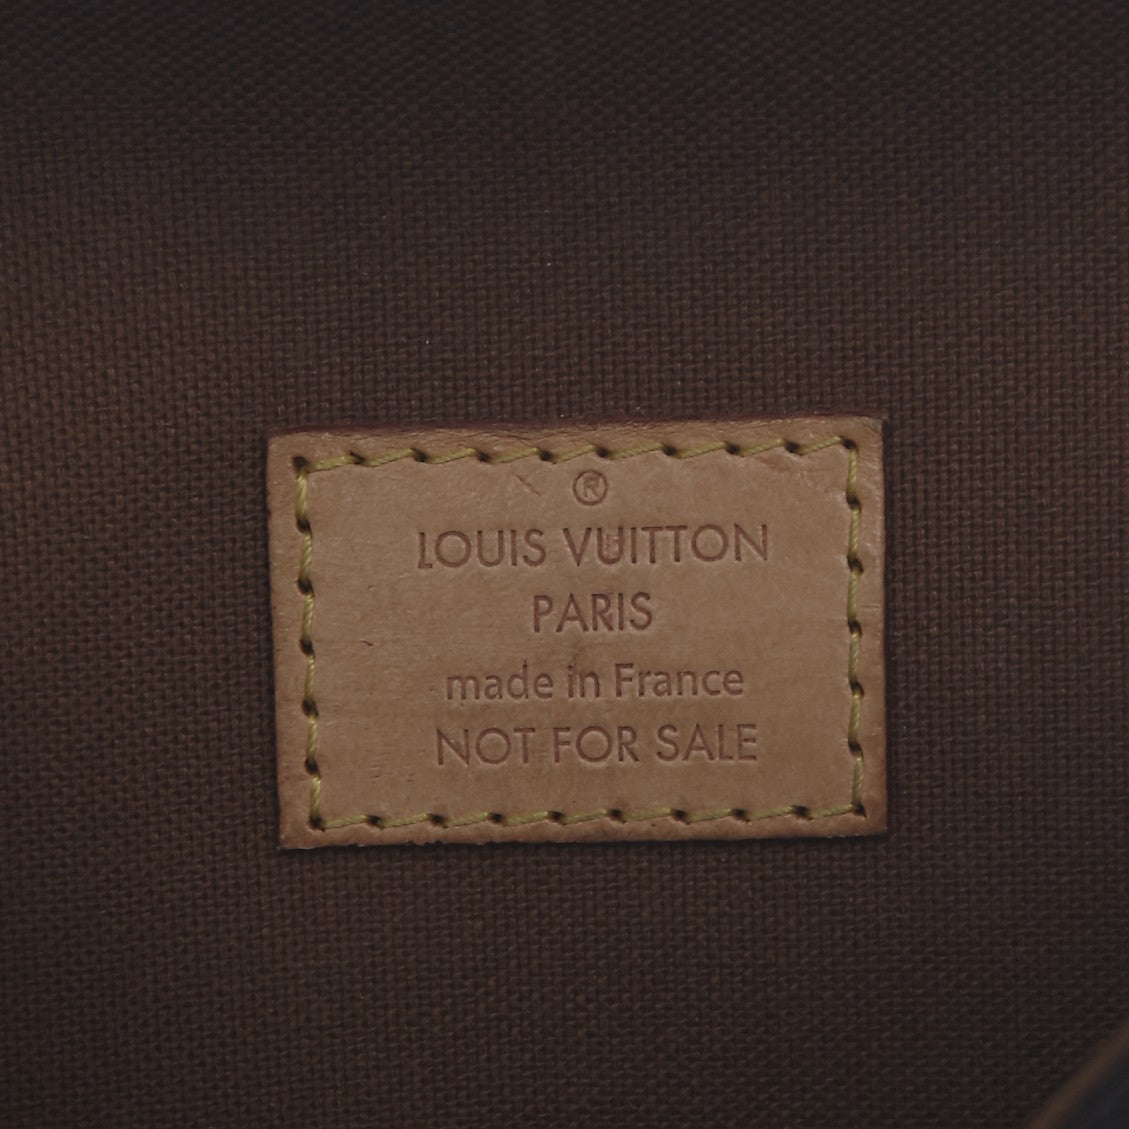 ®
LOUIS VUITTON
PARIS
made in France
NOT FOR SALE